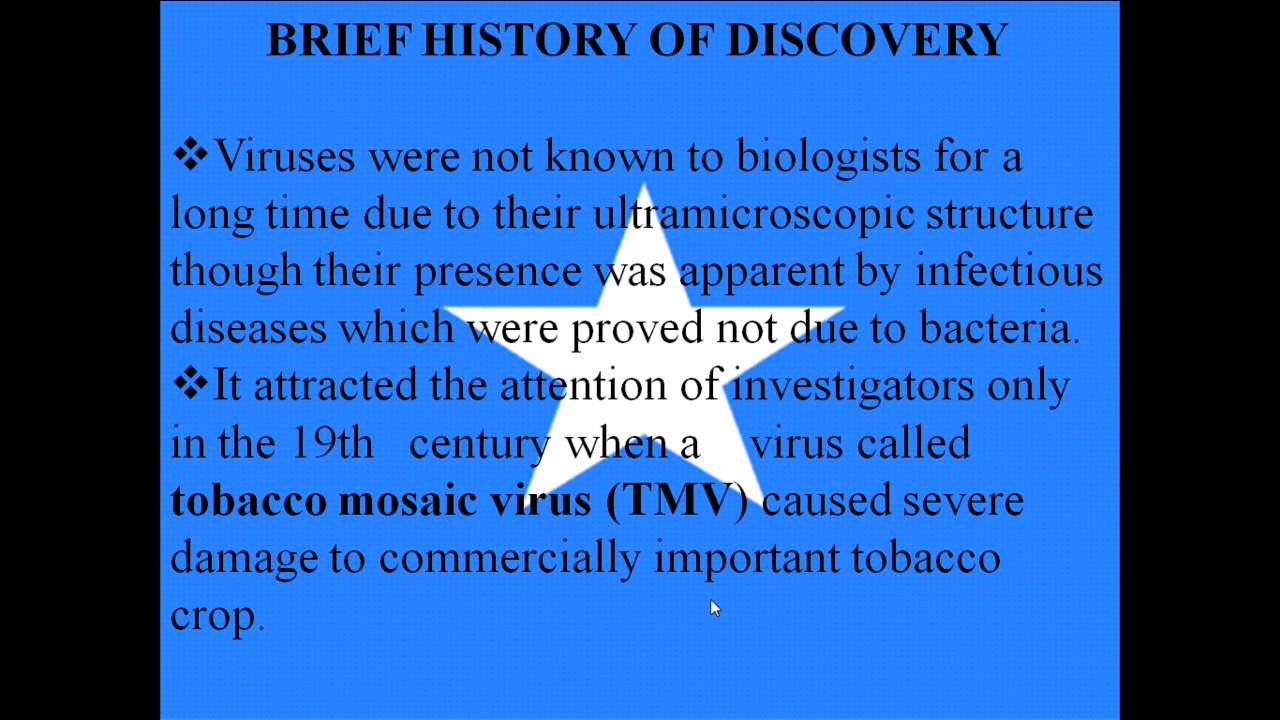 BRIEF HISTORY OF DISCOVERY
❖Viruses were not known to biologists for a
long time due to their ultramicroscopic structure
though their presence was apparent by infectious
diseases which were proved not due to bacteria.
❖It attracted the attention of investigators only
in the 19th century when a virus called
tobacco mosaic virus (TMV) caused severe
damage to commercially important tobacco
crop.